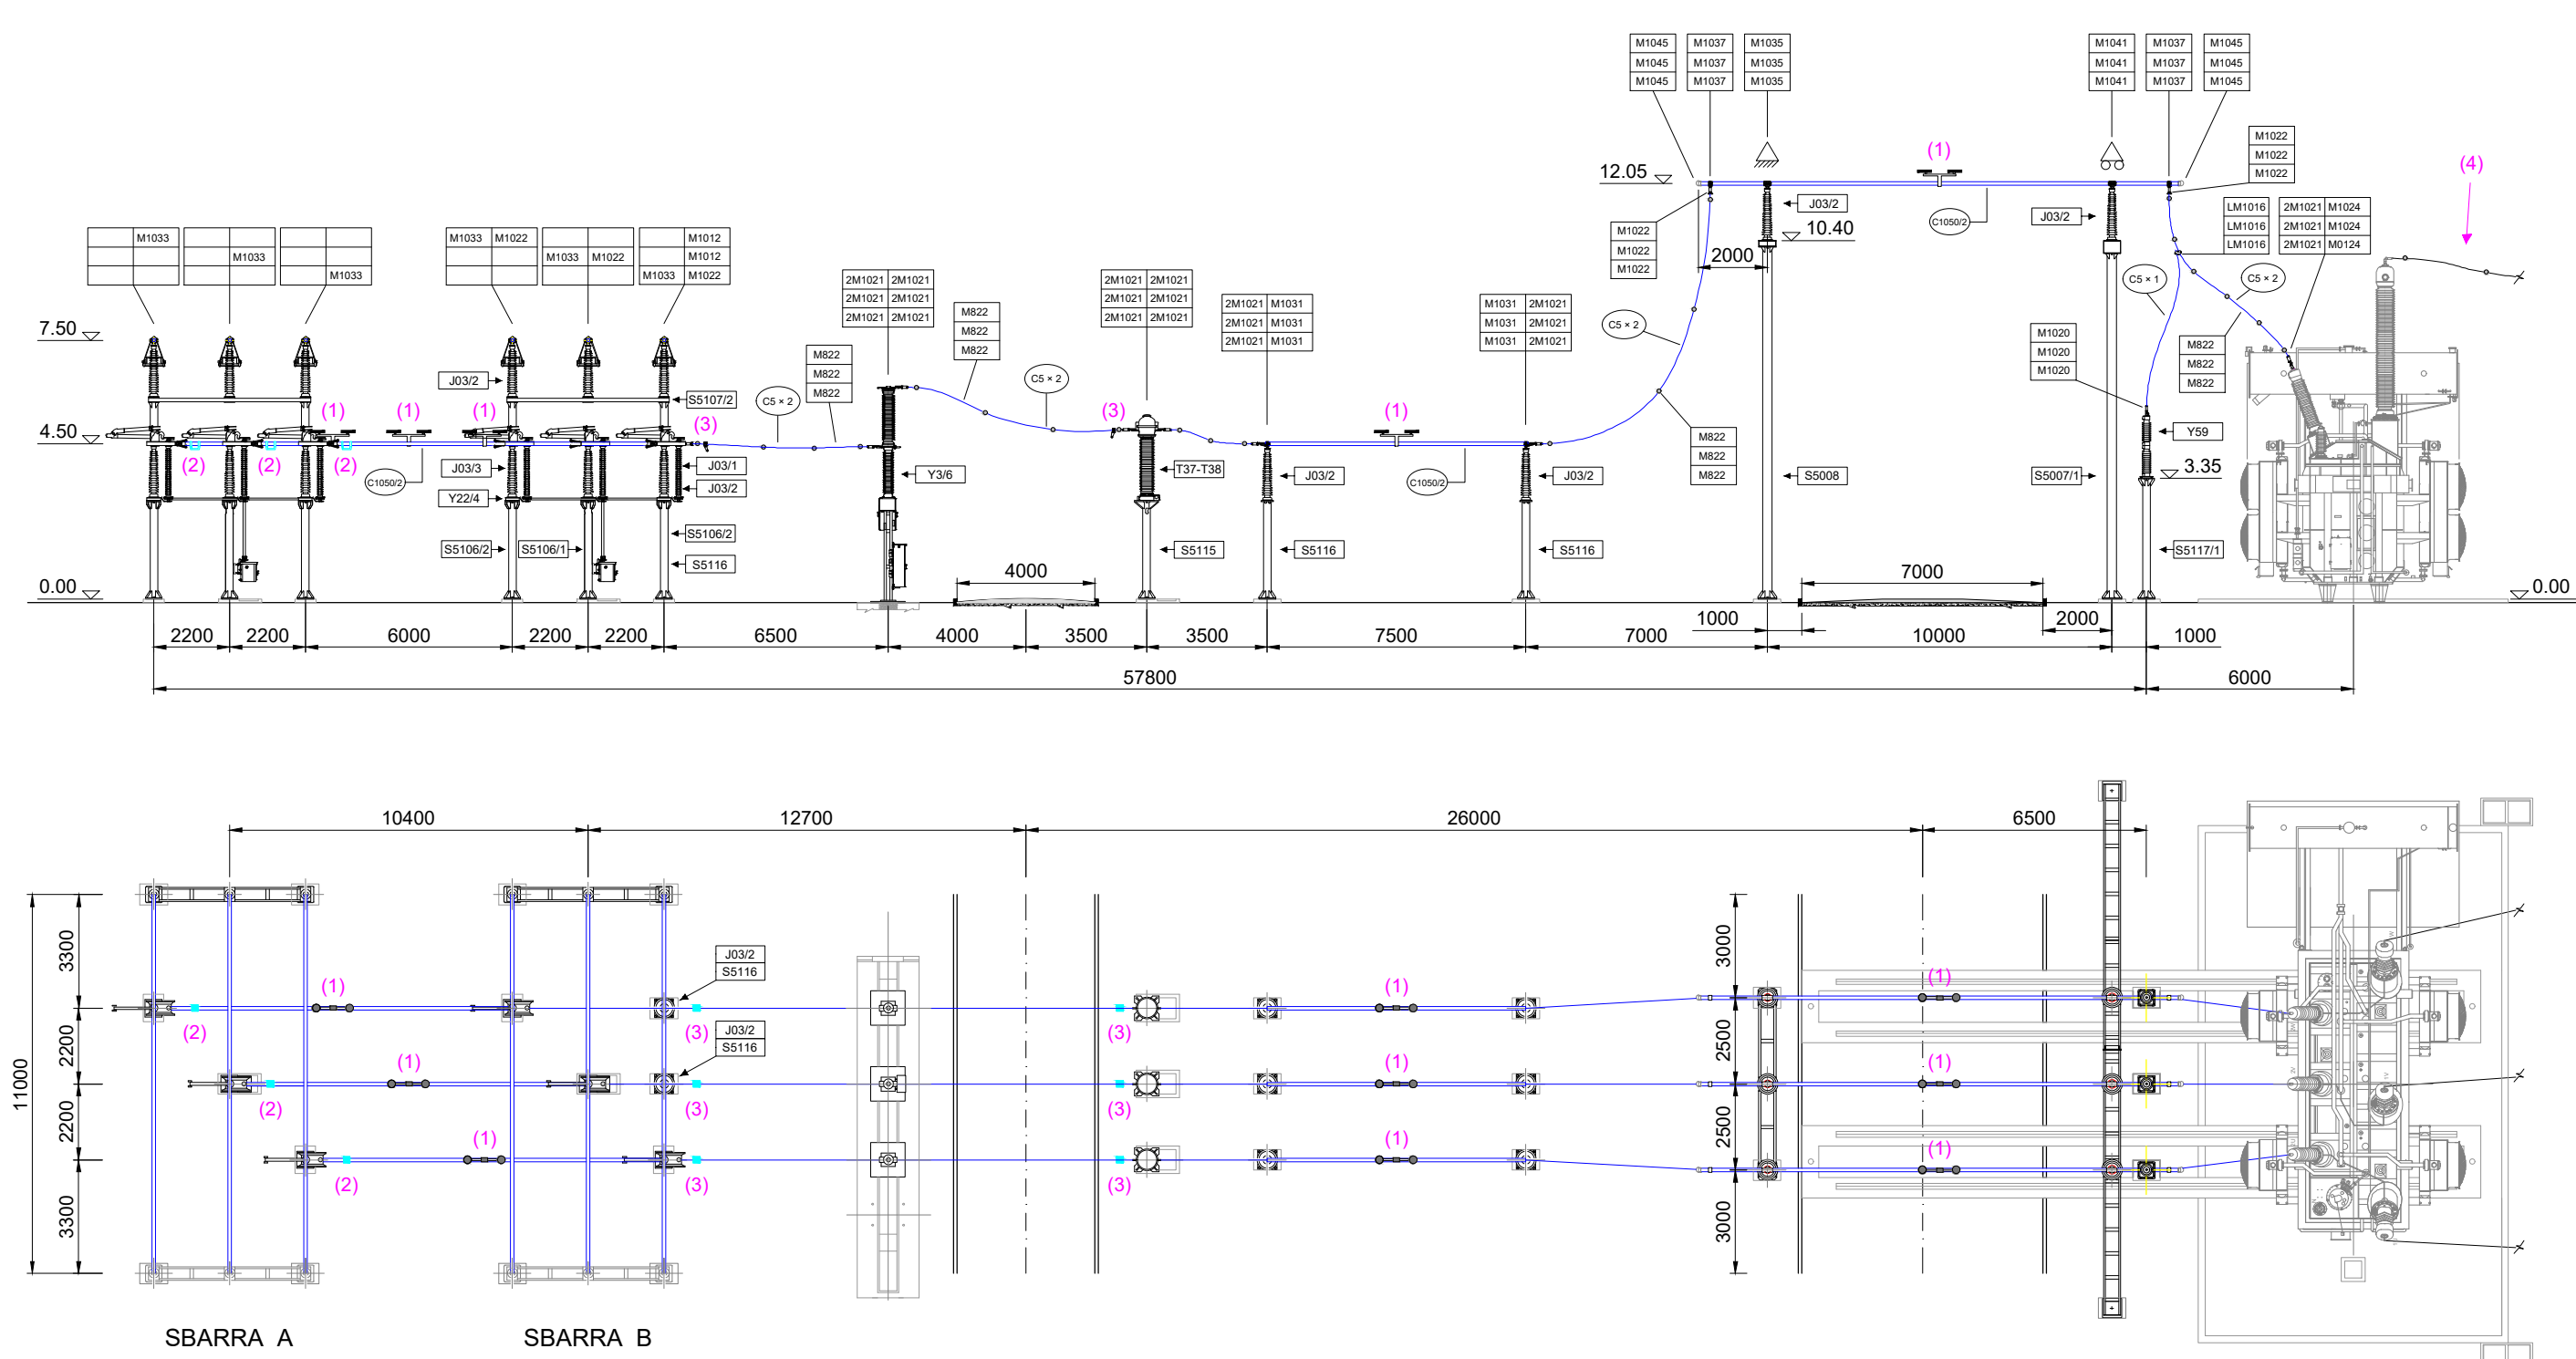 M1045 M1037 M1035 M1041 M1037 M1045
M1045 M1037 M1035 M1041 M1037 M1045
M1045 M1037 M1035 M1041 M1037 M1045
M1022
M1022
M1022
(1)
(4)
12.05
J03/2
C1050/2
J03/2
10.40
2000
M1022
M1022
M1022
LM1016
LM1016
LM1016
2M1021 M1024
2M1021 M1024
2M1021 M0124
M1033
M1033
M1033
M1033 M1022
M1033 M1022
M1012
M1012
M1033 M1022
2M1021 2M1021
2M1021 2M1021
2M1021 2M1021
M822
M822
M822
2M1021 2M1021
2M1021 2M1021
2M1021 2M1021
2M1021 M1031
2M1021 M1031
2M1021 M1031
M1031 2M1021
M1031 2M1021
M1031 2M1021
C5 × 2
C5 × 1
C5 × 2
7.50
M822
M822
M822
M1020
M1020
M1020
M822
M822
M822
J03/2
C5 × 2
C5 × 2
S5107/2
(1) (1) (1) (3) (3) (1)
4.50
(2) (2) (2)
C1050/2
J03/3
Y22/4
J03/1
J03/2
Y3/6
T37-T38
J03/2
C1050/2
J03/2
M822
M822
M822
S5008
S5007/1
Y59
3.35
S5106/2
S5106/1
S5106/2
S5116
S5115
S5116
S5116
S5117/1
0.00
4000
7000
0.00
2200 2200 6000 2200 2200 6500 4000 3500 3500 7500 7000 1000 10000 2000 1000
57800
6000
10400 12700 26000 6500
11000
3300
2200
2200
3300
J03/2
S5116
J03/2
S5116
(1) (1) (1)
(2) (3) (3)
(1) (1) (1)
(2) (3) (3)
(1) (1) (1)
(2) (3) (3)
3000
2500
2500
3000
SBARRA A
SBARRA B